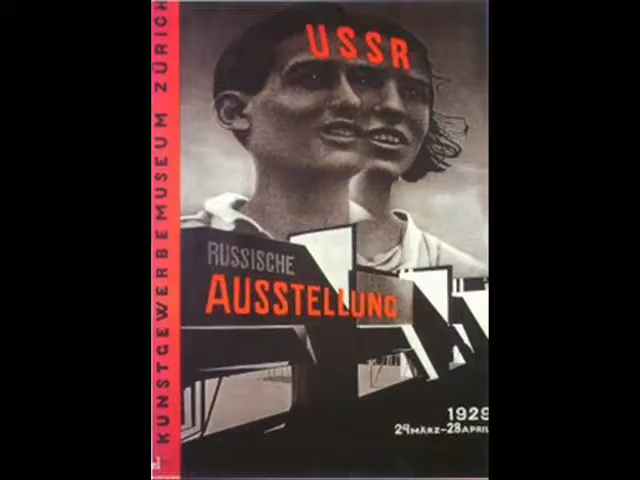 KUNSTGEWERBEMUSEUM ZÜRICH
USSR
RUSSISCHE
AUSSTELLUNG
1929
24 MÄRZ–28 APRIL